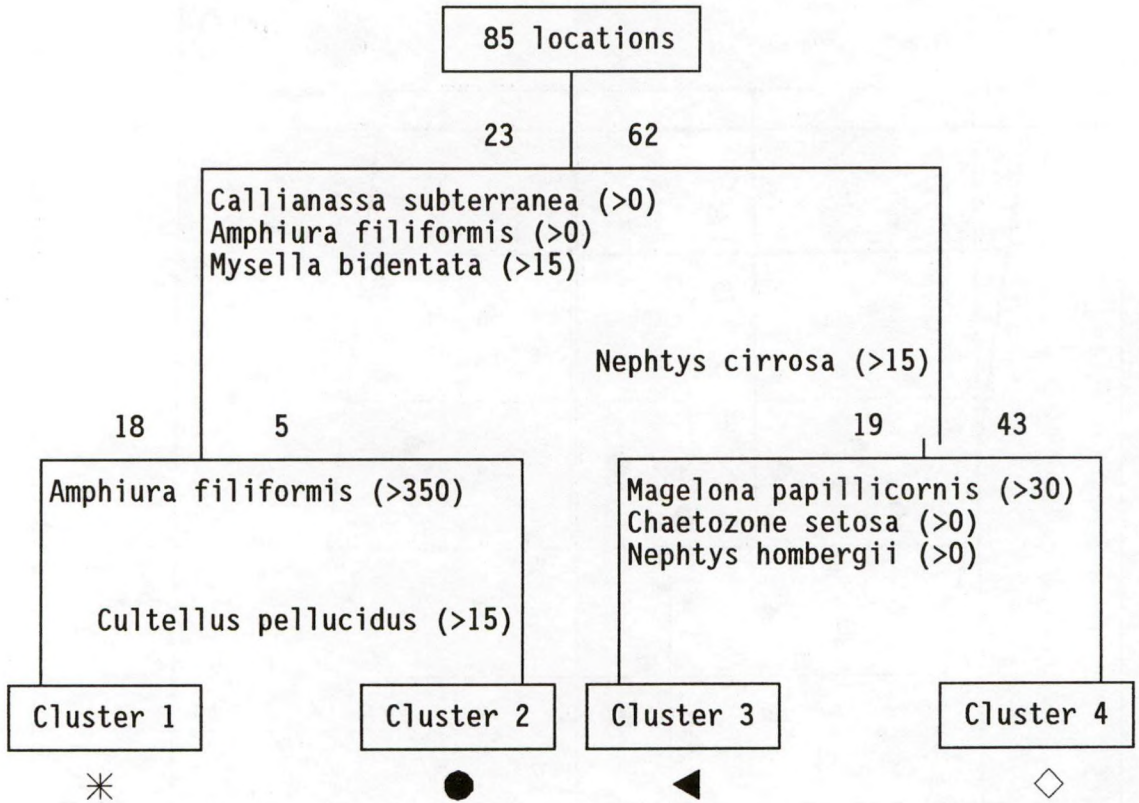 85 locations
23 62
Callianassa subterranea (>0)
Amphiura filiformis (>0)
Mysella bidentata (>15)
Nephtys cirrosa (>15)
18 5 19 43
Amphiura filiformis (>350)
Magelona papillicornis (>30)
Chaetozone setosa (>0)
Nephtys hombergii (>0)
Cultellus pellucidus (>15)
Cluster 1 Cluster 2 Cluster 3 Cluster 4